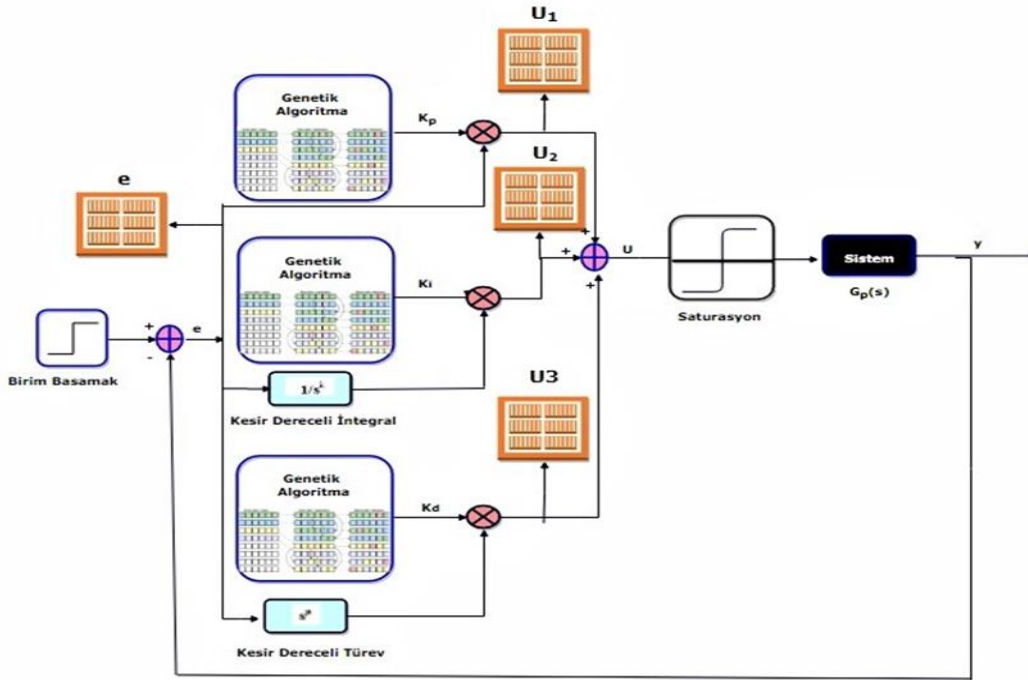 U₁
Genetik
Algoritma
Kp
U₂
e
+
Genetik
Algoritma
Ki
+
U
+
Sistem
y
Gp(s)
Saturasyon
+
e
-
Birim Basamak
1/s^λ
Kesir Dereceli İntegral
U3
Genetik
Algoritma
Kd
Kesir Dereceli Türev